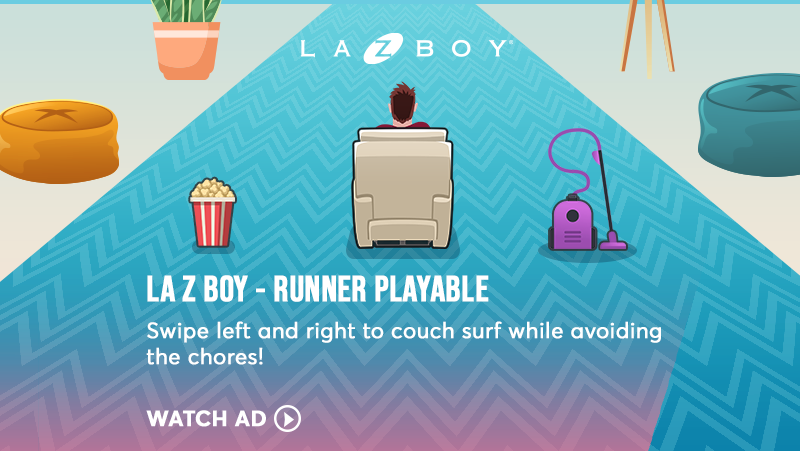 LA Z BOY®
LA Z BOY - RUNNER PLAYABLE
Swipe left and right to couch surf while avoiding
the chores!
WATCH AD